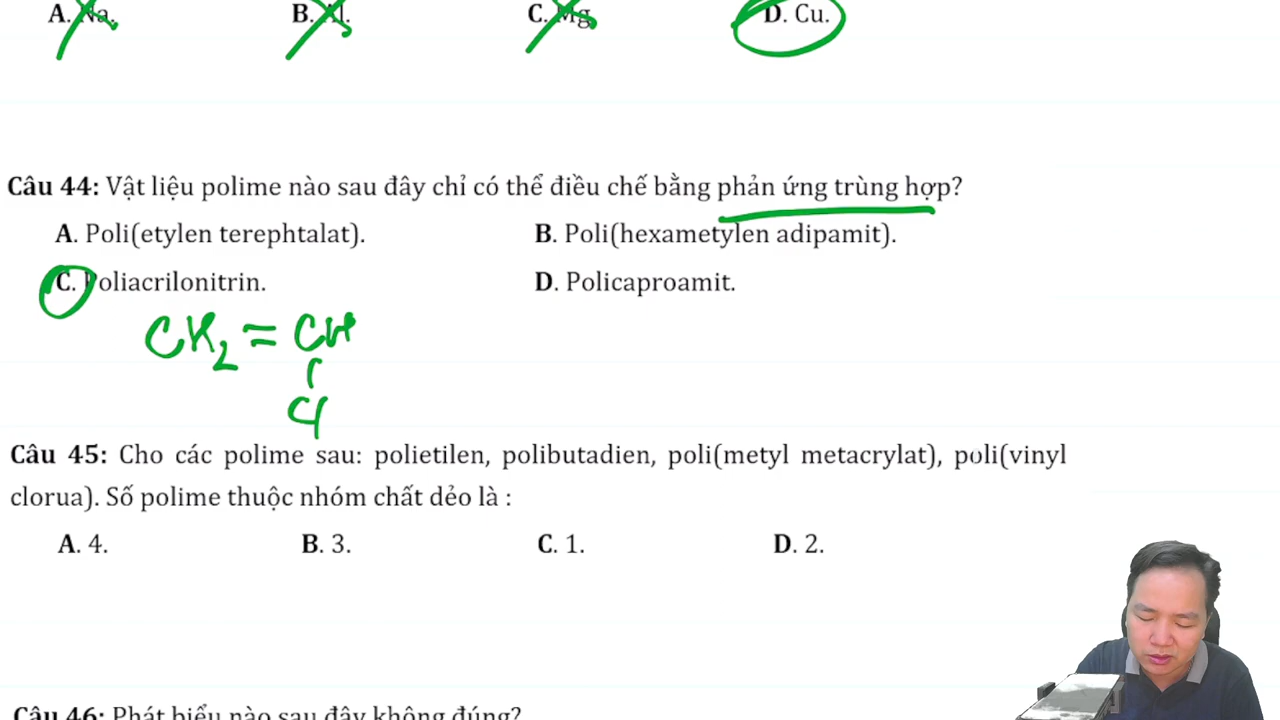 A. Na. B. Al. C. Mg. D. Cu.
Câu 44: Vật liệu polime nào sau đây chỉ có thể điều chế bằng phản ứng trùng hợp?
A. Poli(etylen terephtalat). B. Poli(hexametylen adipamit).
C. Poliacrilonitrin. D. Policaproamit.
CH₂ = CH
Câu 45: Cho các polime sau: polietilen, polibutadien, poli(metyl metacrylat), poli(vinyl
clorua). Số polime thuộc nhóm chất dẻo là :
A. 4. B. 3. C. 1. D. 2.
Câu 46: Phát biểu nào sau đây không đúng?